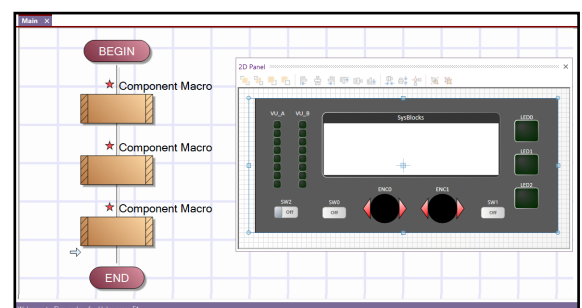 Main ×
BEGIN
Component Macro
Component Macro
Component Macro
END
2D Panel ×
VU_A VU_B SysBlocks LED0
LED1
LED2
SW2 SW0 ENC0 ENC1 SW1
Off Off Off